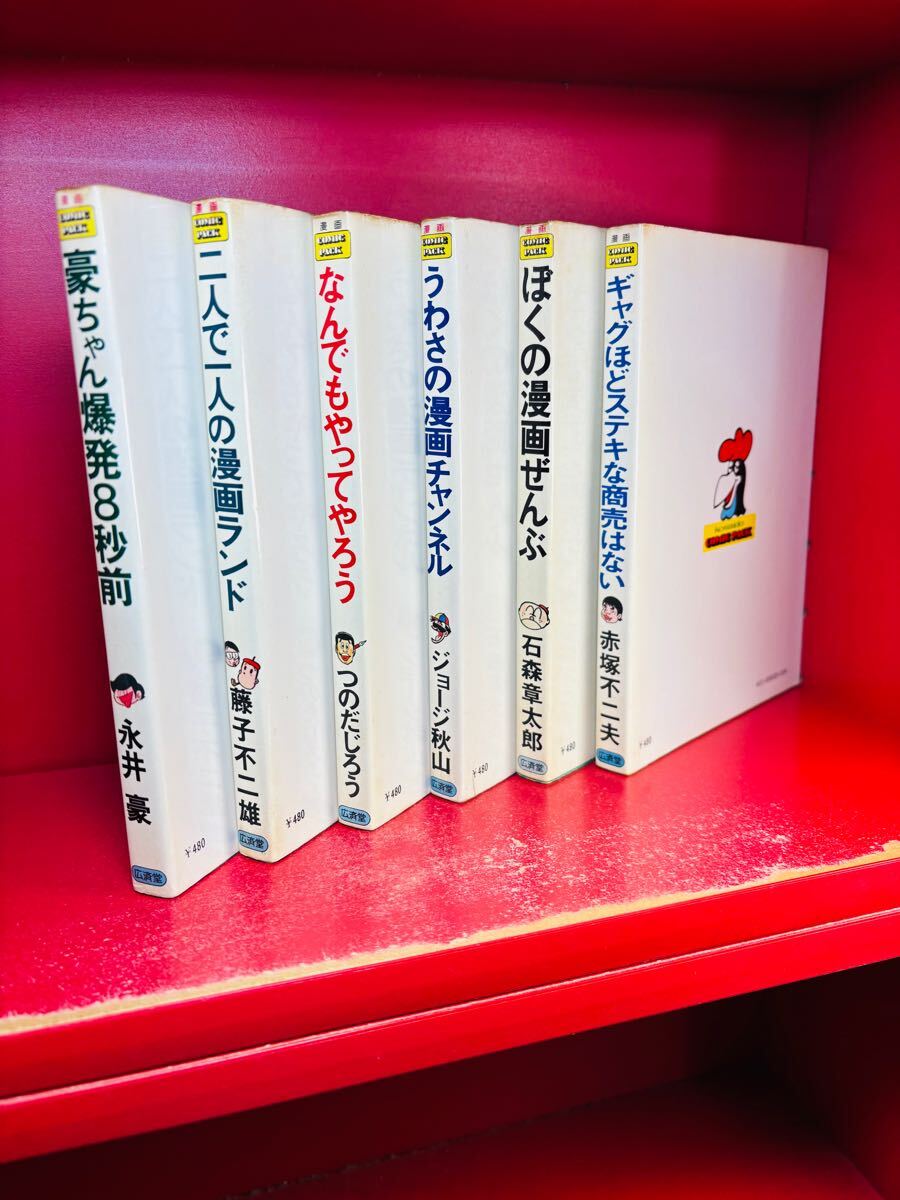 漫画
COMIC
PACK
豪ちゃん爆発8秒前
永井豪
広済堂
¥480
漫画
COMIC
PACK
二人で一人の漫画ランド
藤子不二雄
広済堂
¥480
漫画
COMIC
PACK
なんでもやってやろう
つのだじろう
広済堂
¥480
漫画
COMIC
PACK
うわさの漫画チャンネル
ジョージ秋山
広済堂
¥480
漫画
COMIC
PACK
ぼくの漫画ぜんぶ
石森章太郎
広済堂
¥480
漫画
COMIC
PACK
ギャグほどステキな商売はない
赤塚不二夫
広済堂
¥480
COMIC PACK